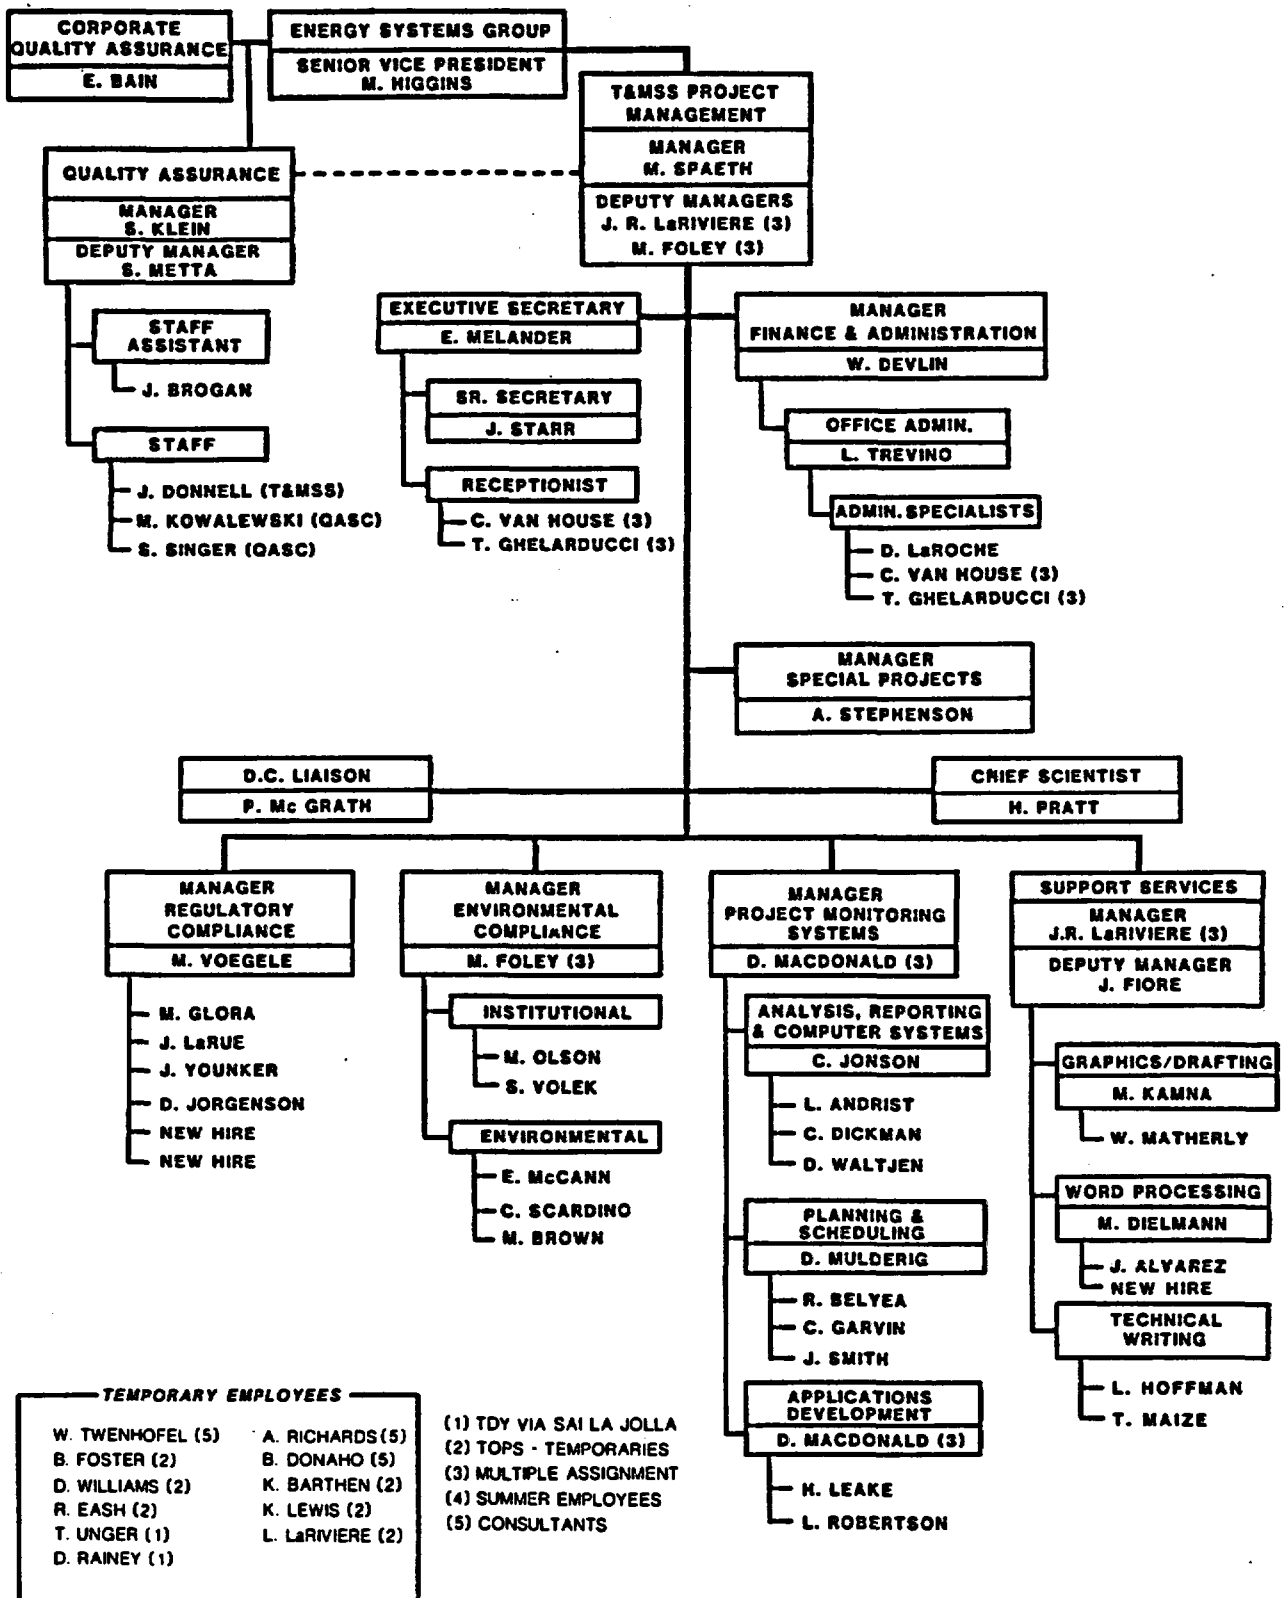 CORPORATE
QUALITY ASSURANCE
E. BAIN
ENERGY SYSTEMS GROUP
SENIOR VICE PRESIDENT
M. HIGGINS
T&MSS PROJECT
MANAGEMENT
MANAGER
M. SPAETH
DEPUTY MANAGERS
J. R. LaRIVIERE (3)
M. FOLEY (3)
QUALITY ASSURANCE
MANAGER
S. KLEIN
DEPUTY MANAGER
S. METTA
STAFF
ASSISTANT
J. BROGAN
STAFF
J. DONNELL (T&MSS)
M. KOWALEWSKI (QASC)
S. SINGER (QASC)
EXECUTIVE SECRETARY
E. MELANDER
SR. SECRETARY
J. STARR
RECEPTIONIST
C. VAN HOUSE (3)
T. GHELARDUCCI (3)
MANAGER
FINANCE & ADMINISTRATION
W. DEVLIN
OFFICE ADMIN.
L. TREVINO
ADMIN. SPECIALISTS
D. LaROCHE
C. VAN HOUSE (3)
T. GHELARDUCCI (3)
MANAGER
SPECIAL PROJECTS
A. STEPHENSON
D.C. LIAISON
P. Mc GRATH
CHIEF SCIENTIST
H. PRATT
MANAGER
REGULATORY
COMPLIANCE
M. VOEGELE
M. GLORA
J. LaRUE
J. YOUNKER
D. JORGENSON
NEW HIRE
NEW HIRE
MANAGER
ENVIRONMENTAL
COMPLIANCE
M. FOLEY (3)
INSTITUTIONAL
M. OLSON
S. VOLEK
ENVIRONMENTAL
E. McCANN
C. SCARDINO
M. BROWN
MANAGER
PROJECT MONITORING
SYSTEMS
D. MACDONALD (3)
ANALYSIS, REPORTING
& COMPUTER SYSTEMS
C. JONSON
L. ANDRIST
C. DICKMAN
D. WALTJEN
PLANNING &
SCHEDULING
D. MULDERIG
R. BELYEA
C. GARVIN
J. SMITH
APPLICATIONS
DEVELOPMENT
D. MACDONALD (3)
H. LEAKE
L. ROBERTSON
SUPPORT SERVICES
MANAGER
J.R. LaRIVIERE (3)
DEPUTY MANAGER
J. FIORE
GRAPHICS/DRAFTING
M. KAMNA
W. MATHERLY
WORD PROCESSING
M. DIELMANN
J. ALVAREZ
NEW HIRE
TECHNICAL
WRITING
L. HOFFMAN
T. MAIZE
TEMPORARY EMPLOYEES
W. TWENHOFEL (5)
B. FOSTER (2)
D. WILLIAMS (2)
R. EASH (2)
T. UNGER (1)
D. RAINEY (1)
A. RICHARDS (5)
B. DONAHO (5)
K. BARTHEN (2)
K. LEWIS (2)
L. LaRIVIERE (2)
(1) TDY VIA SAI LA JOLLA
(2) TOPS - TEMPORARIES
(3) MULTIPLE ASSIGNMENT
(4) SUMMER EMPLOYEES
(5) CONSULTANTS